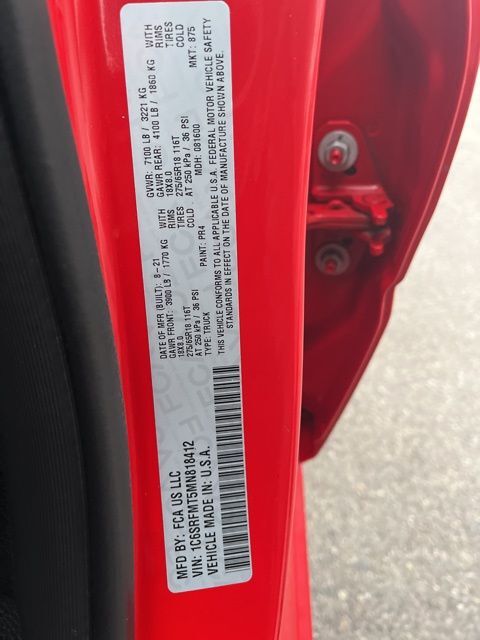 MFD BY: FCA US LLC
VIN: 1C6SRFMT5MN818412
VEHICLE MADE IN: U.S.A.
DATE OF MFR (BUILT): 8-21 GVWR: 7100 LB / 3221 KG
GAWR FRONT: 3900 LB / 1770 KG WITH GAWR REAR: 4100 LB / 1860 KG WITH
18X8.0 RIMS 18X8.0 RIMS
275/65R18 116T TIRES 275/65R18 116T TIRES
AT 250 kPa / 36 PSI COLD AT 250 kPa / 36 PSI COLD
TYPE: TRUCK PAINT: PR4 MDH: 081600 MKT: 875
THIS VEHICLE CONFORMS TO ALL APPLICABLE U.S.A. FEDERAL MOTOR VEHICLE SAFETY
STANDARDS IN EFFECT ON THE DATE OF MANUFACTURE SHOWN ABOVE.